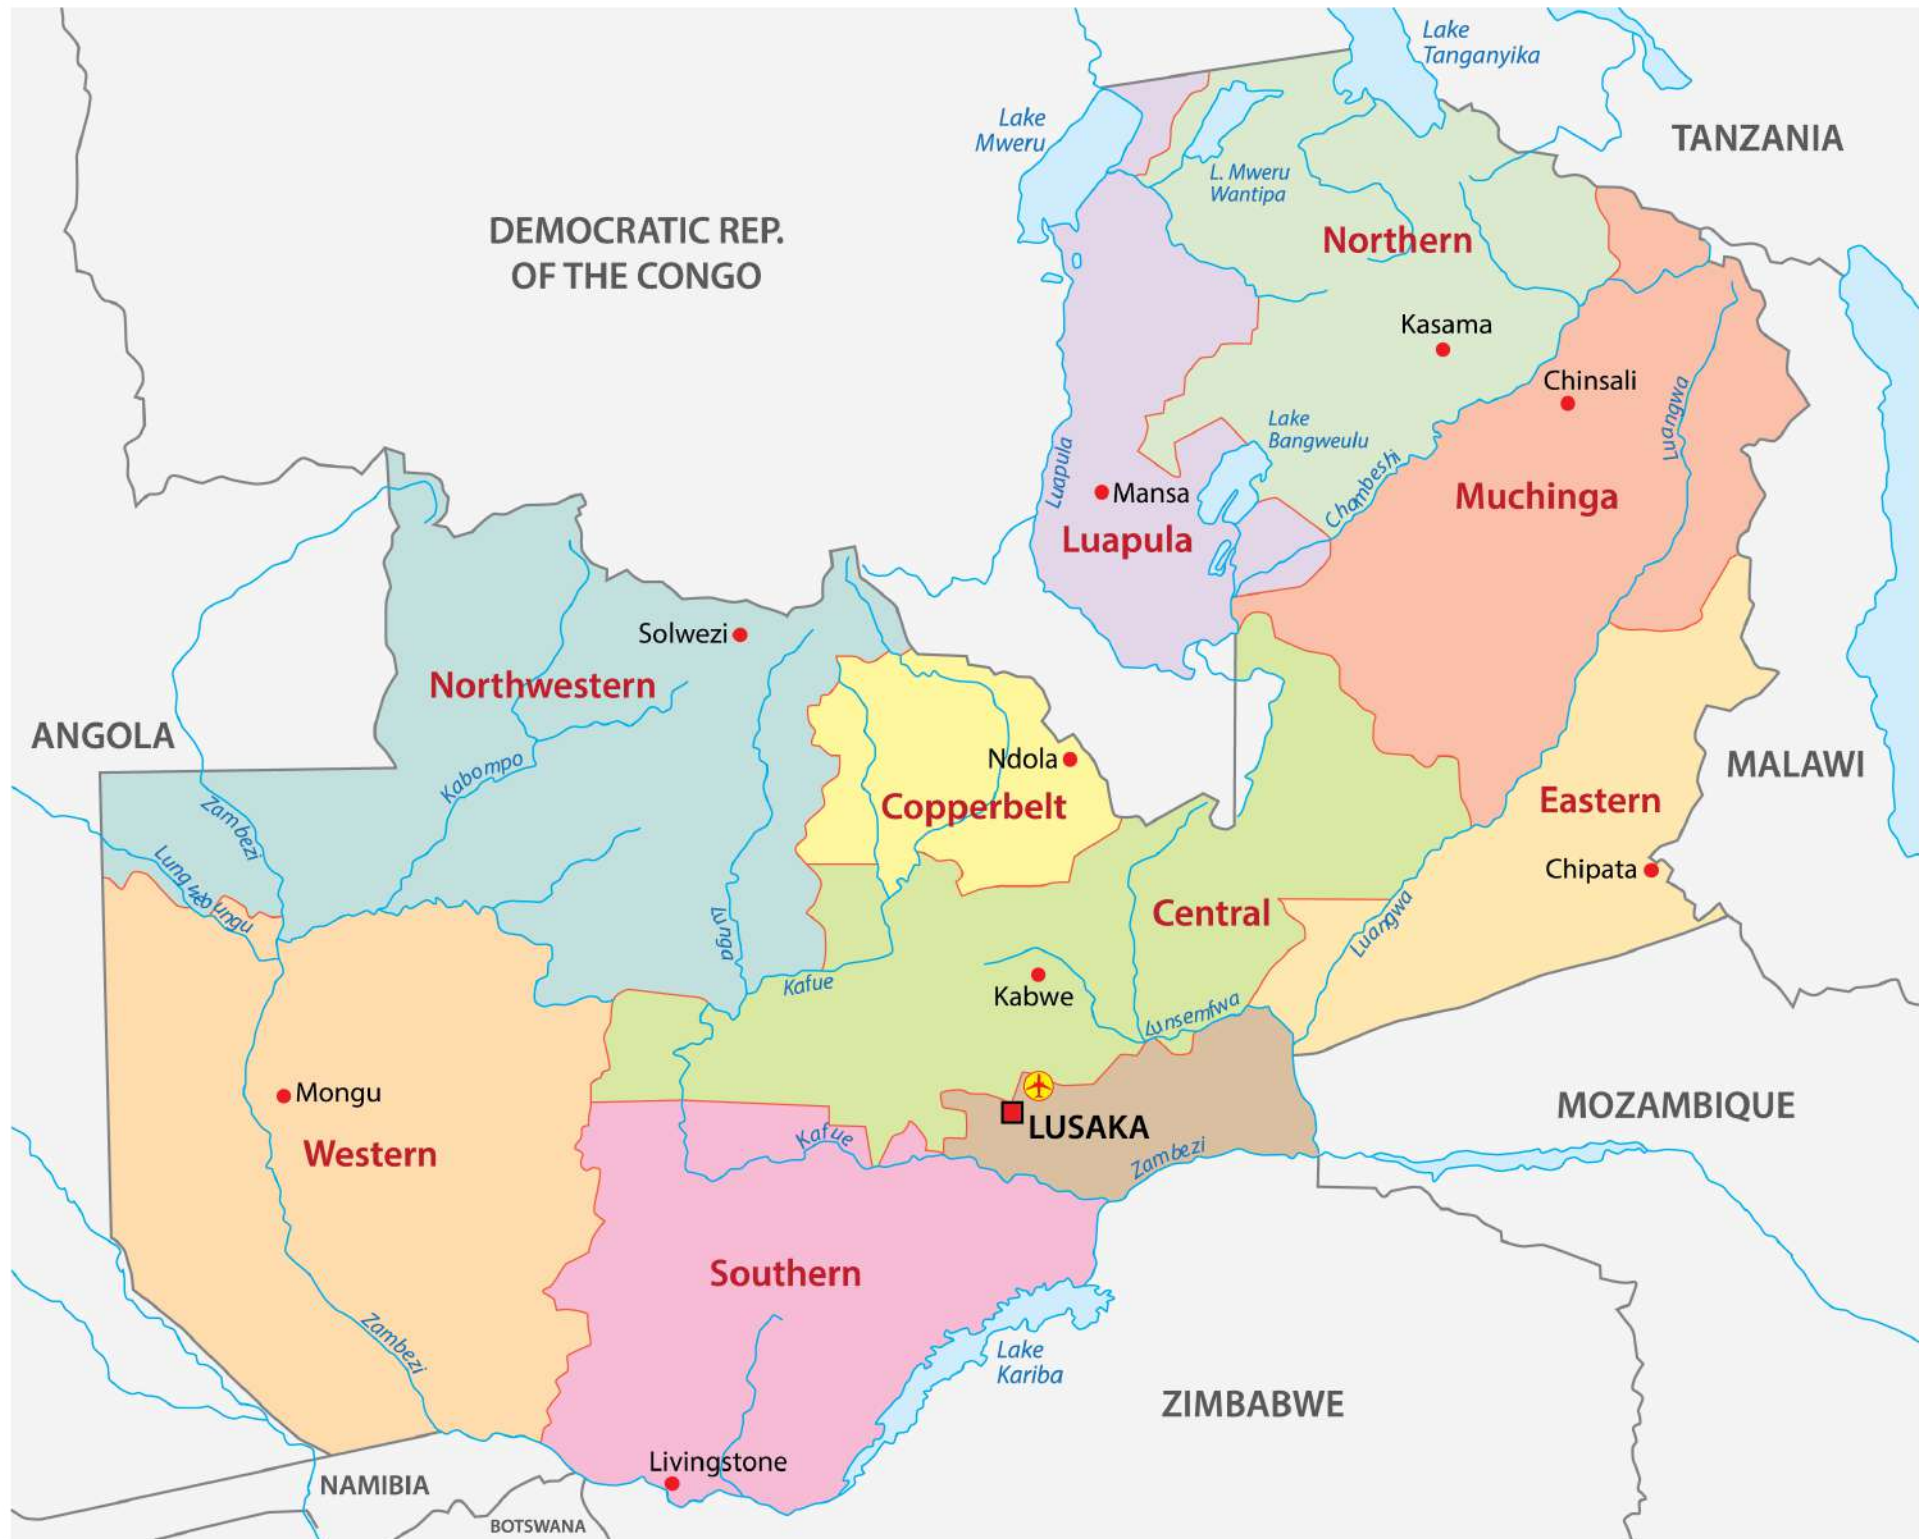 Lake
Tanganyika
Lake
Mweru
TANZANIA
L. Mweru
Wantipa
DEMOCRATIC REP.
OF THE CONGO
Northern
Kasama
Chinsali
Luangwa
Lake
Bangweulu
Luapula
Chambeshi
Mansa
Muchinga
Luapula
Solwezi
Northwestern
ANGOLA
Ndola
Kabompo
MALAWI
Zambezi
Copperbelt
Eastern
Lungwebungu
Chipata
Lunga
Central
Luangwa
Kafue
Kabwe
Lunsemfwa
Mongu
LUSAKA
MOZAMBIQUE
Kafue
Western
Zambezi
Southern
Zambezi
Lake
Kariba
ZIMBABWE
Livingstone
NAMIBIA
BOTSWANA